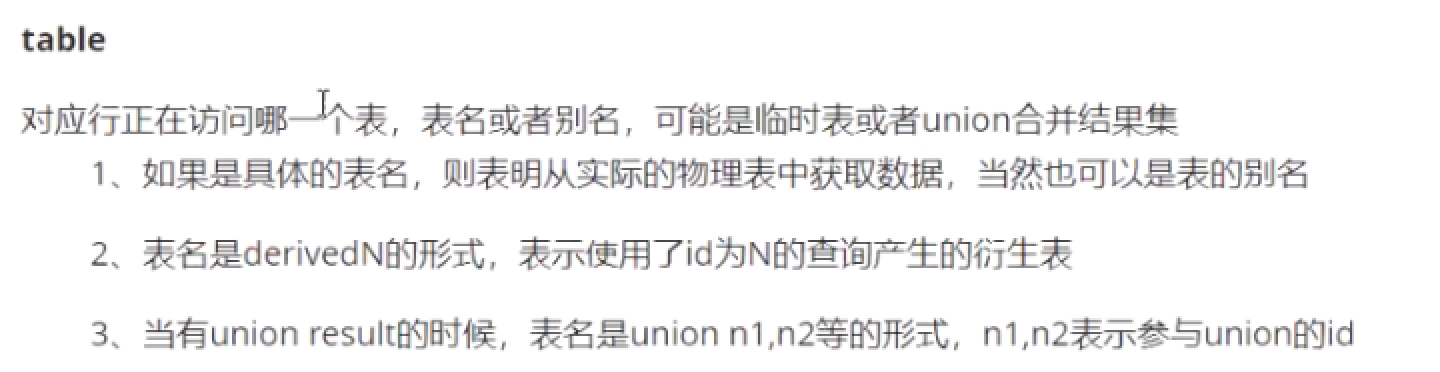 table
对应行正在访问哪一个表，表名或者别名，可能是临时表或者union合并结果集
1、如果是具体的表名，则表明从实际的物理表中获取数据，当然也可以是表的别名
2、表名是derivedN的形式，表示使用了id为N的查询产生的衍生表
3、当有union result的时候，表名是union n1,n2等的形式，n1,n2表示参与union的id